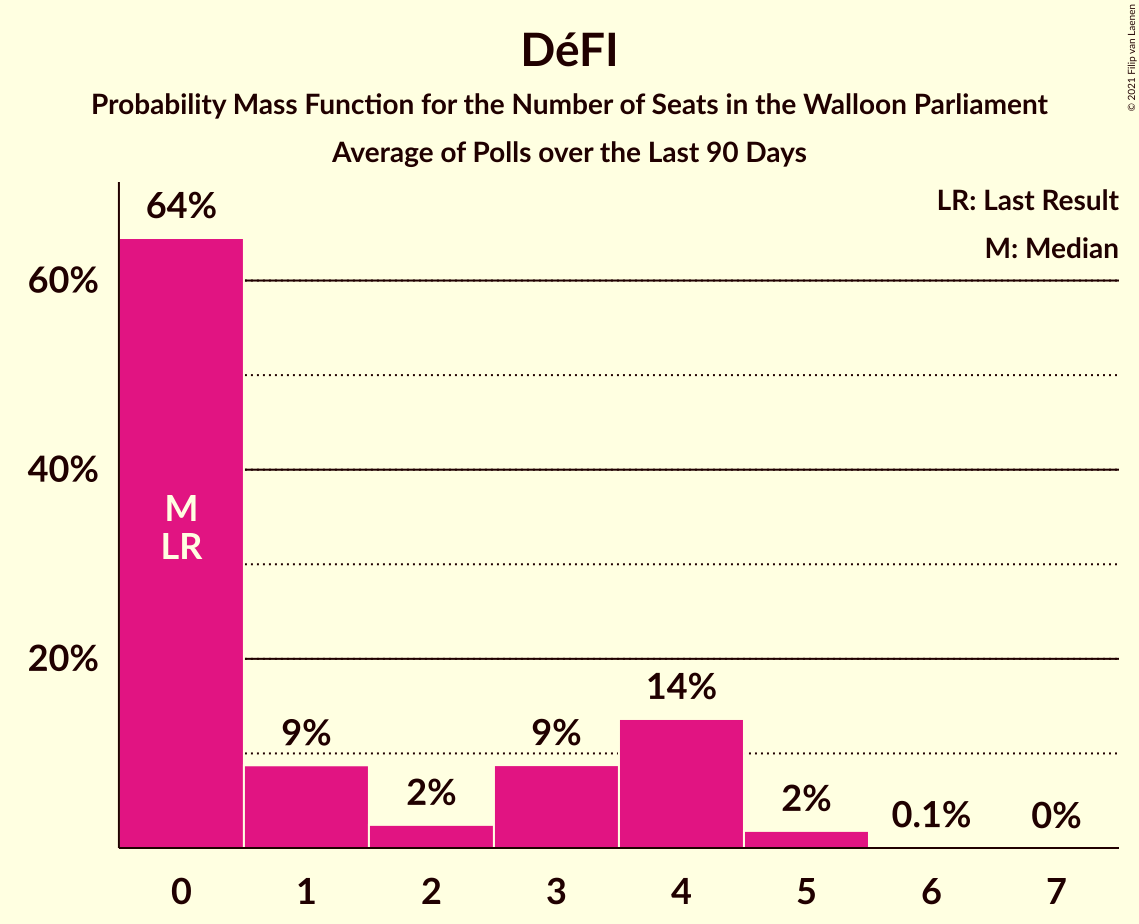 DéFI
Probability Mass Function for the Number of Seats in the Walloon Parliament
Average of Polls over the Last 90 Days
© 2021 Filip van Laenen
LR: Last Result
M: Median
64%
60%
M
LR
40%
20%
9%
2%
9%
14%
2%
0.1%
0%
0 1 2 3 4 5 6 7